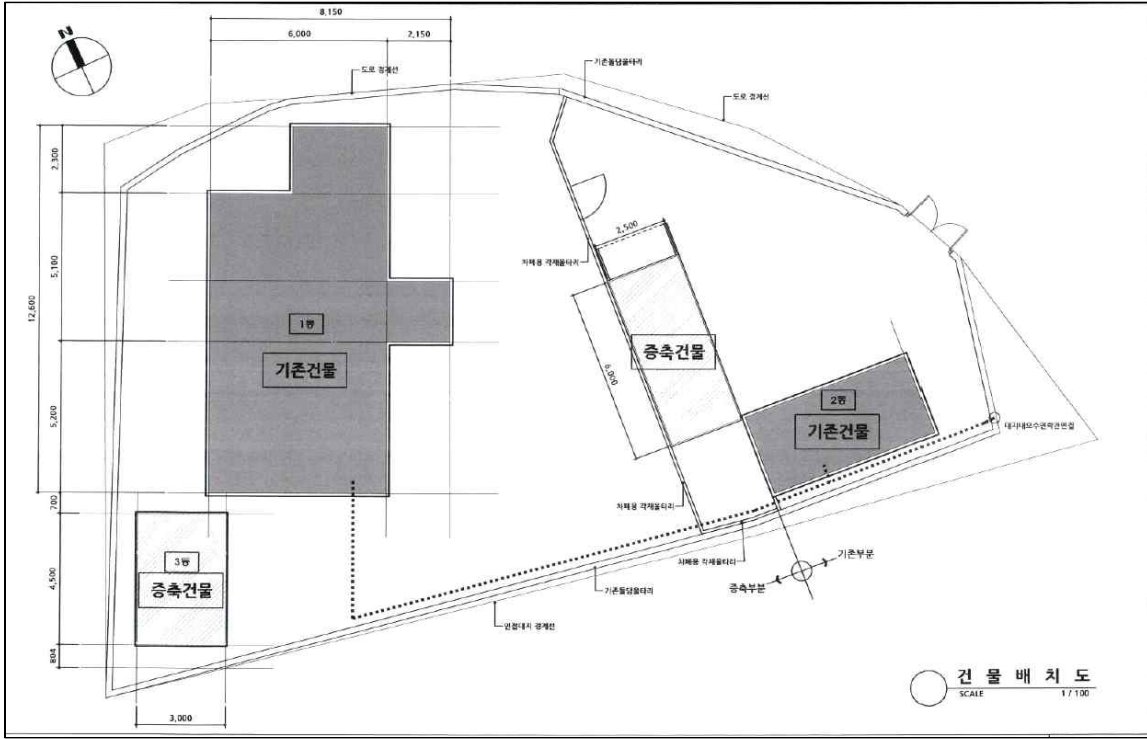 8,150
6,000
2,150
N
도로 경계선
기존돌담울타리
도로 경계선
2,300
5,100
12,600
5,200
700
4,500
804
3,000
2,500
차폐용 각재울타리
6,000
1동
기존건물
증축건물
2동
기존건물
차폐용 각재울타리
차폐용 각재울타리
기존부분
증축부분
3동
증축건물
기존돌담울타리
인접대지 경계선
건 물 배 치 도
SCALE
1 / 100